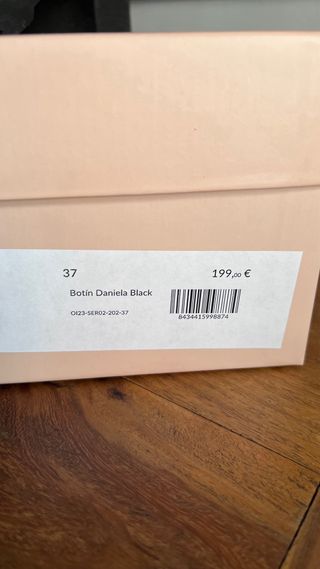 37 199,00 €
Botín Daniela Black
OI23-SER02-202-37
8434415998874